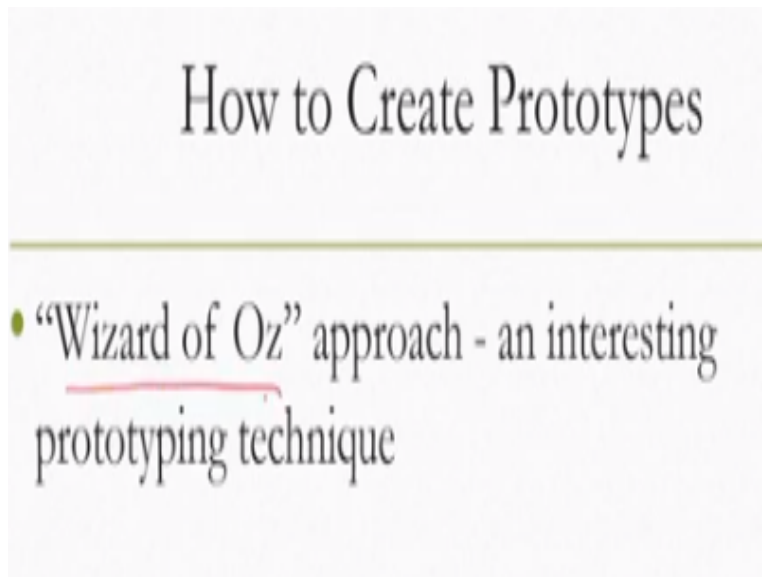 How to Create Prototypes
• “Wizard of Oz” approach - an interesting
prototyping technique